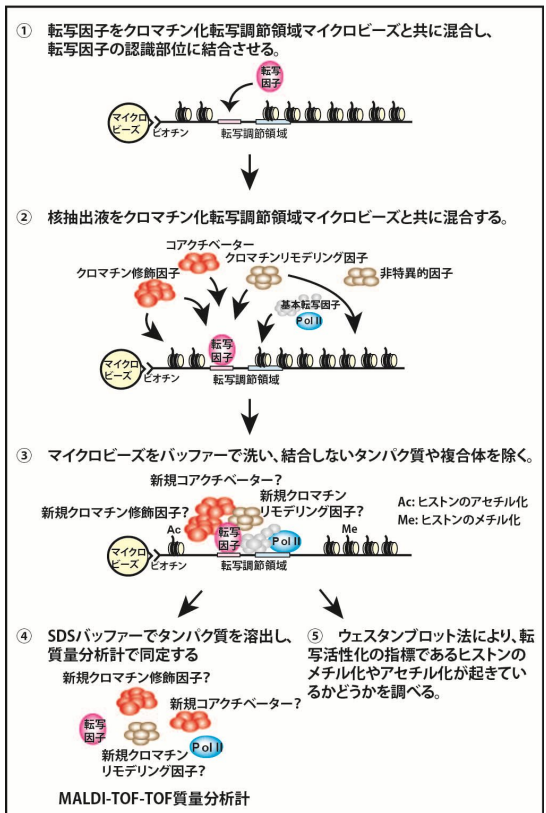 ① 転写因子をクロマチン化転写調節領域マイクロビーズと共に混合し、
転写因子の認識部位に結合させる。
転写
因子
マイクロ
ビーズ
ビオチン
転写調節領域
② 核抽出液をクロマチン化転写調節領域マイクロビーズと共に混合する。
コアクチベーター
クロマチン修飾因子
クロマチンリモデリング因子
非特異的因子
基本転写因子
Pol II
転写
因子
マイクロ
ビーズ
ビオチン
転写調節領域
③ マイクロビーズをバッファーで洗い、結合しないタンパク質や複合体を除く。
新規コアクチベーター?
新規クロマチン修飾因子?
新規クロマチン
リモデリング因子?
Ac: ヒストンのアセチル化
Me: ヒストンのメチル化
Ac
Me
転写
因子
Pol II
マイクロ
ビーズ
ビオチン
転写調節領域
④ SDSバッファーでタンパク質を溶出し、
質量分析計で同定する
新規クロマチン修飾因子?
新規コアクチベーター?
転写
因子
Pol II
新規クロマチン
リモデリング因子?
MALDI-TOF-TOF質量分析計
⑤ ウェスタンブロット法により、転
写活性化の指標であるヒストンの
メチル化やアセチル化が起きてい
るかどうかを調べる。